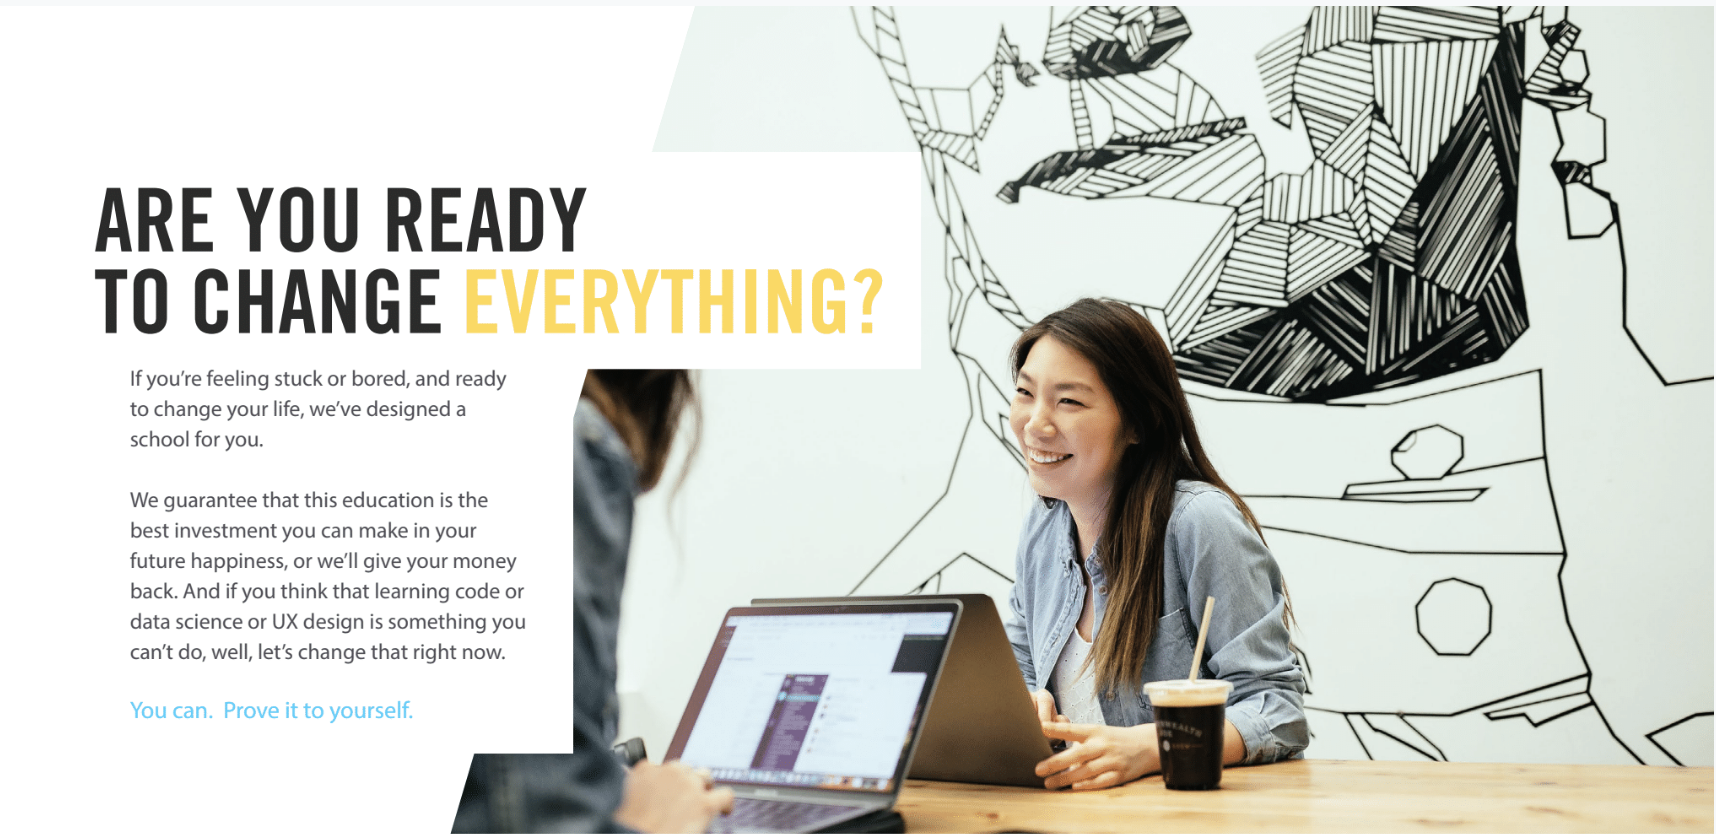 ARE YOU READY
TO CHANGE EVERYTHING?
If you’re feeling stuck or bored, and ready
to change your life, we’ve designed a
school for you.
We guarantee that this education is the
best investment you can make in your
future happiness, or we’ll give your money
back. And if you think that learning code or
data science or UX design is something you
can’t do, well, let’s change that right now.
You can.  Prove it to yourself.